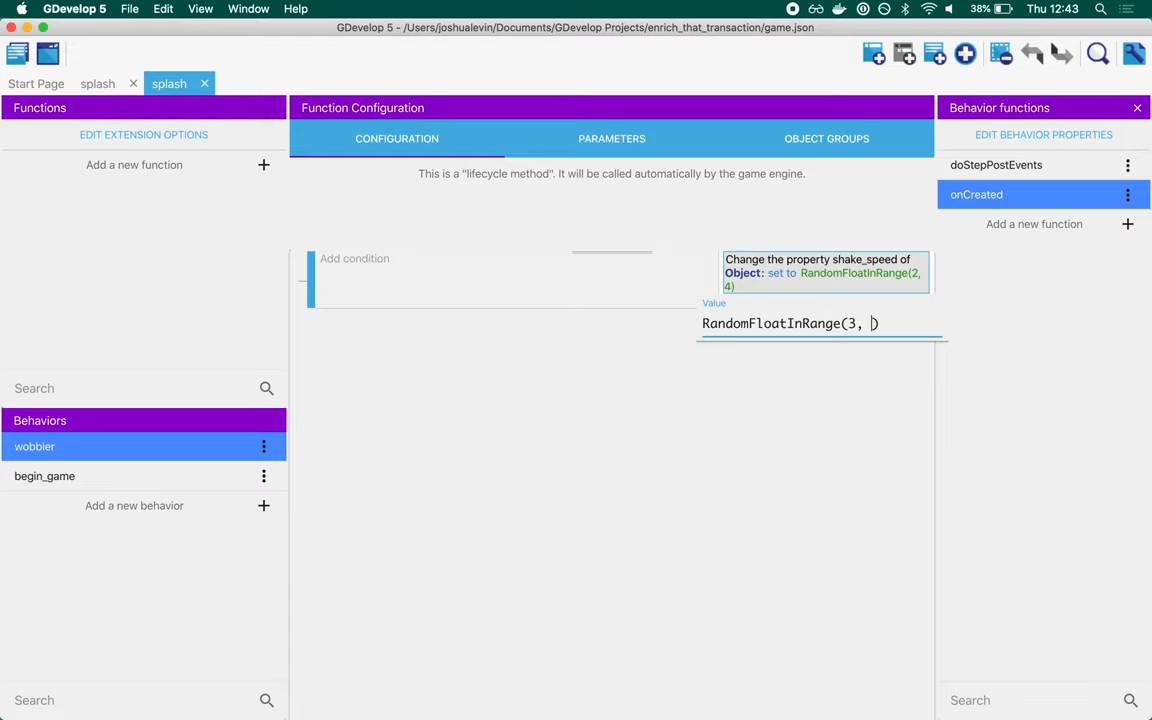 GDevelop 5 File Edit View Window Help 38% Thu 12:43
GDevelop 5 - /Users/joshualevin/Documents/GDevelop Projects/enrich_that_transaction/game.json
Start Page splash splash
Functions
EDIT EXTENSION OPTIONS
Add a new function
Search
Behaviors
wobbler
begin_game
Add a new behavior
Search
Function Configuration
CONFIGURATION PARAMETERS OBJECT GROUPS
This is a "lifecycle method". It will be called automatically by the game engine.
Add condition
Change the property shake_speed of
Object: set to RandomFloatInRange(2,
4)
Value
RandomFloatInRange(3, )
Behavior functions
EDIT BEHAVIOR PROPERTIES
doStepPostEvents
onCreated
Add a new function
Search